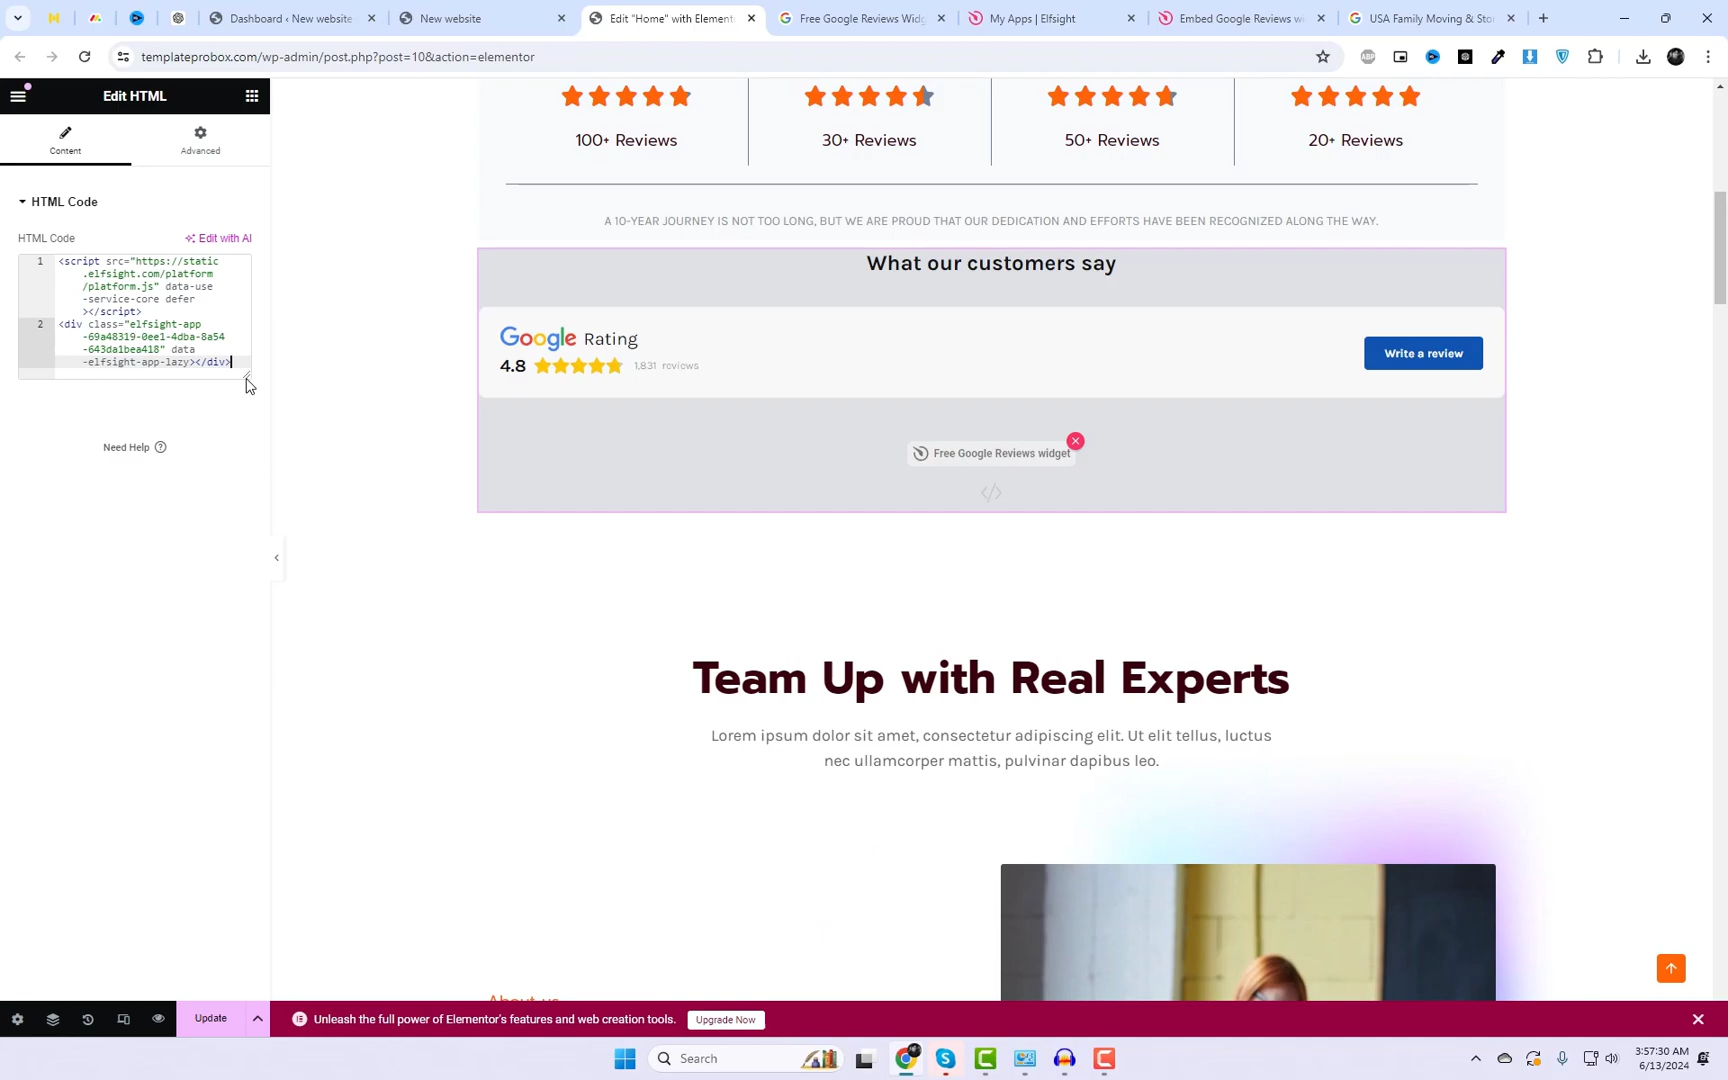 Dashboard ‹ New website
New website
Edit "Home" with Element
Free Google Reviews Widg
My Apps | Elfsight
Embed Google Reviews wi
USA Family Moving & Sto
templateprobox.com/wp-admin/post.php?post=10&action=elementor
Edit HTML
Content
Advanced
HTML Code
HTML Code
Edit with AI
1
<script src="https://static
.elfsight.com/platform
/platform.js" data-use
-service-core defer
></script>
2
<div class="elfsight-app
-69a48319-0ee1-4dba-8a54
-643da1bea418" data
-elfsight-app-lazy></div>
Need Help
Update
100+ Reviews
30+ Reviews
50+ Reviews
20+ Reviews
A 10-YEAR JOURNEY IS NOT TOO LONG, BUT WE ARE PROUD THAT OUR DEDICATION AND EFFORTS HAVE BEEN RECOGNIZED ALONG THE WAY.
What our customers say
Google Rating
4.8
1,831 reviews
Write a review
Free Google Reviews widget
Team Up with Real Experts
Lorem ipsum dolor sit amet, consectetur adipiscing elit. Ut elit tellus, luctus
nec ullamcorper mattis, pulvinar dapibus leo.
About us
Unleash the full power of Elementor's features and web creation tools.
Upgrade Now
Search
3:57:30 AM
6/13/2024